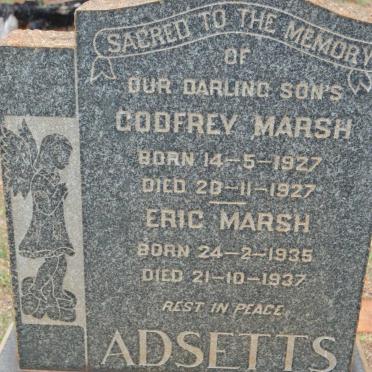 SACRED TO THE MEMORY
OF
OUR DARLING SON'S
GODFREY MARSH
BORN 14-5-1927
DIED 20-11-1927
ERIC MARSH
BORN 24-2-1935
DIED 21-10-1937
REST IN PEACE
ADSETTS